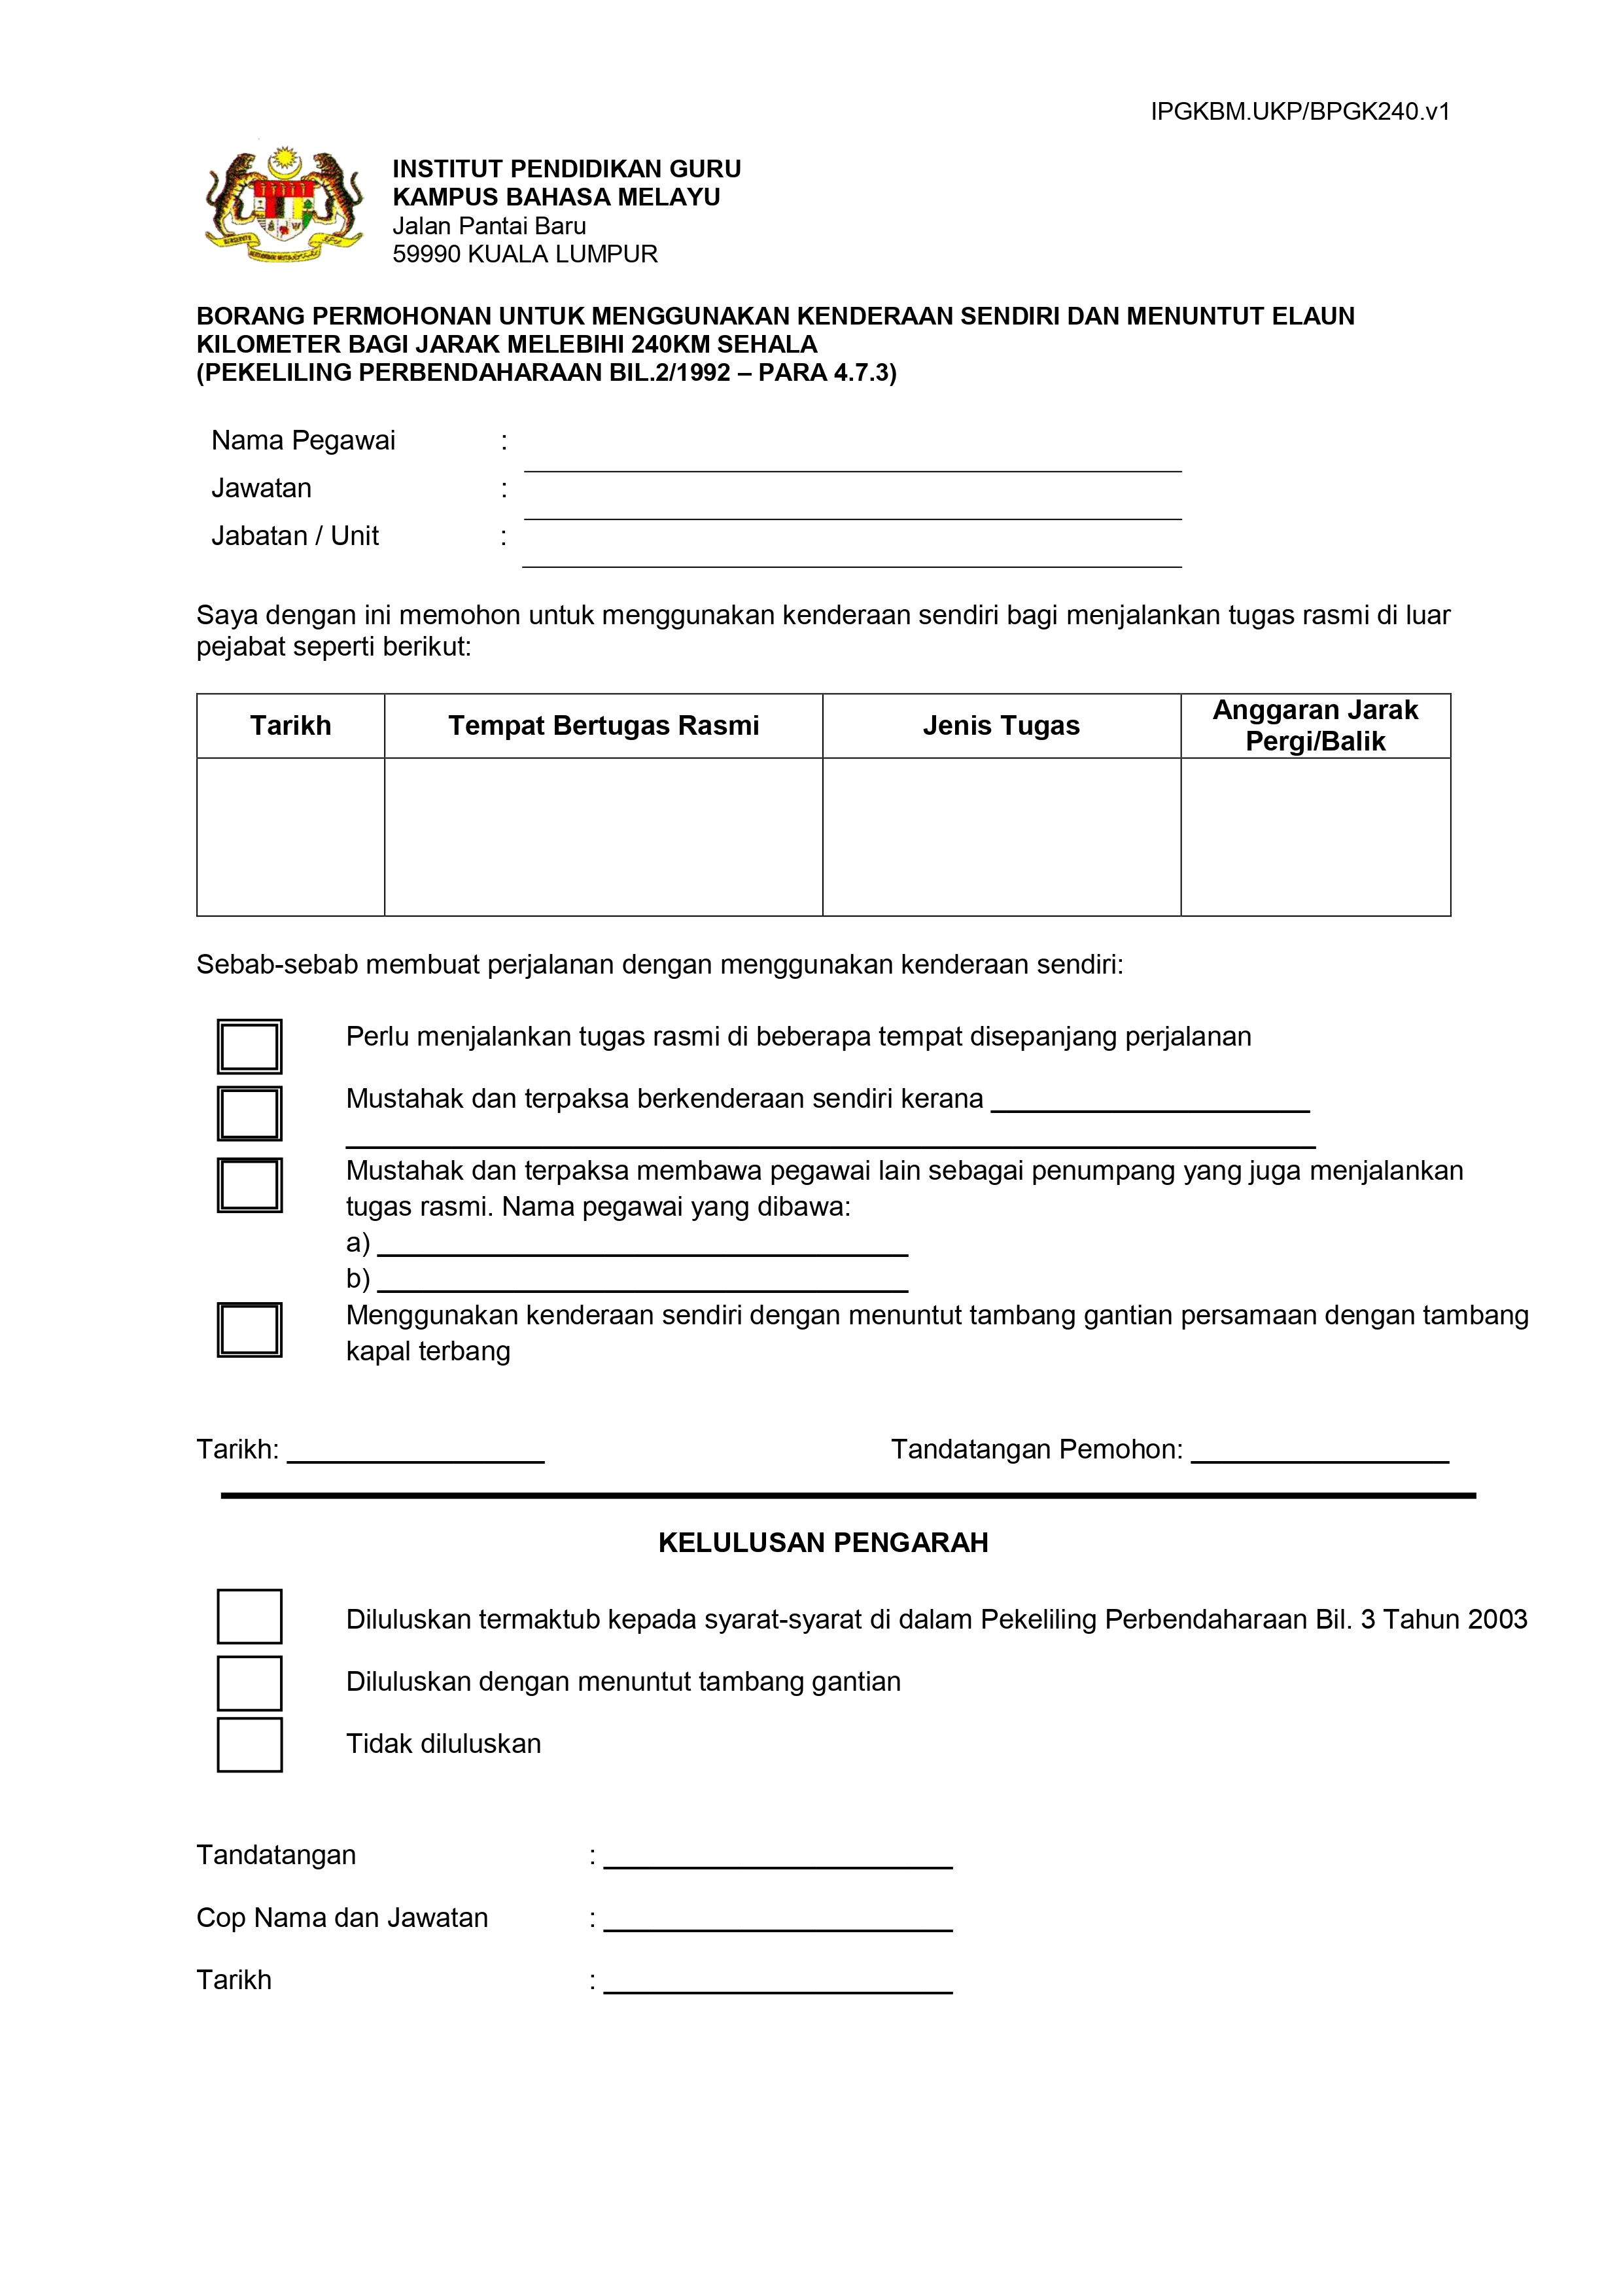 IPGKBM.UKP/BPGK240.v1
INSTITUT PENDIDIKAN GURU
KAMPUS BAHASA MELAYU
Jalan Pantai Baru
59990 KUALA LUMPUR
BORANG PERMOHONAN UNTUK MENGGUNAKAN KENDERAAN SENDIRI DAN MENUNTUT ELAUN
KILOMETER BAGI JARAK MELEBIHI 240KM SEHALA
(PEKELILING PERBENDAHARAAN BIL.2/1992 – PARA 4.7.3)
Nama Pegawai :
Jawatan :
Jabatan / Unit :
Saya dengan ini memohon untuk menggunakan kenderaan sendiri bagi menjalankan tugas rasmi di luar
pejabat seperti berikut:
Tarikh Tempat Bertugas Rasmi Jenis Tugas Anggaran Jarak
Pergi/Balik
Sebab-sebab membuat perjalanan dengan menggunakan kenderaan sendiri:
Perlu menjalankan tugas rasmi di beberapa tempat disepanjang perjalanan
Mustahak dan terpaksa berkenderaan sendiri kerana
Mustahak dan terpaksa membawa pegawai lain sebagai penumpang yang juga menjalankan
tugas rasmi. Nama pegawai yang dibawa:
a)
b)
Menggunakan kenderaan sendiri dengan menuntut tambang gantian persamaan dengan tambang
kapal terbang
Tarikh: Tandatangan Pemohon:
KELULUSAN PENGARAH
Diluluskan termaktub kepada syarat-syarat di dalam Pekeliling Perbendaharaan Bil. 3 Tahun 2003
Diluluskan dengan menuntut tambang gantian
Tidak diluluskan
Tandatangan :
Cop Nama dan Jawatan :
Tarikh :